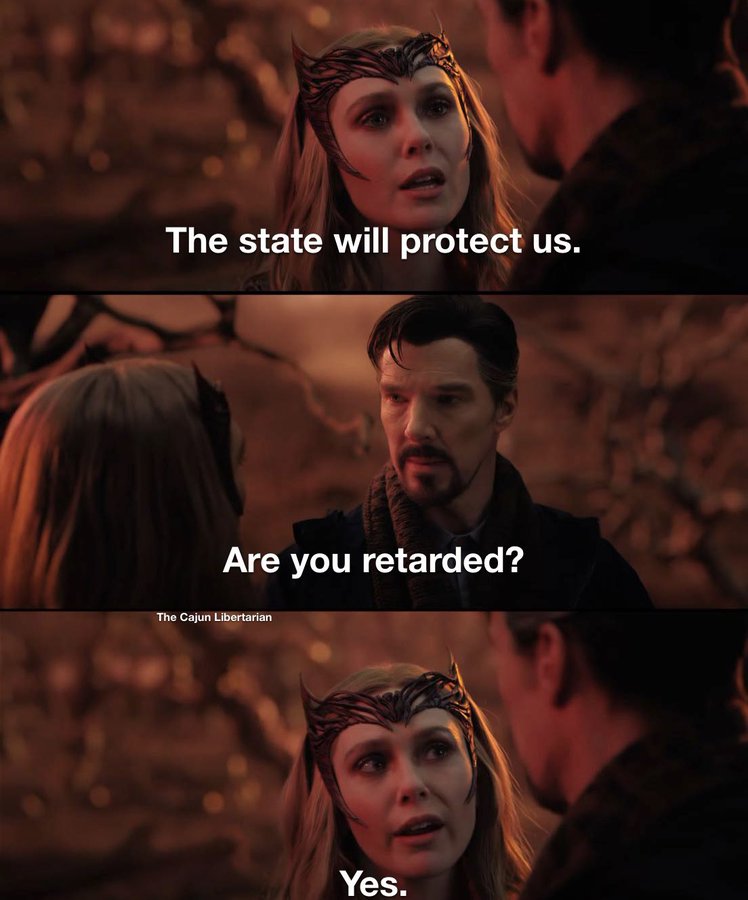 The state will protect us.
Are you retarded?
The Cajun Libertarian
Yes.